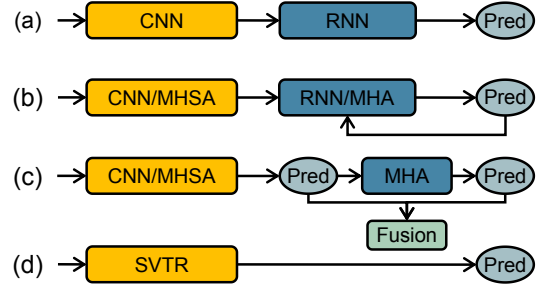 (a) CNN RNN Pred
(b) CNN/MHSA RNN/MHA Pred
(c) CNN/MHSA Pred MHA Pred
Fusion
(d) SVTR Pred